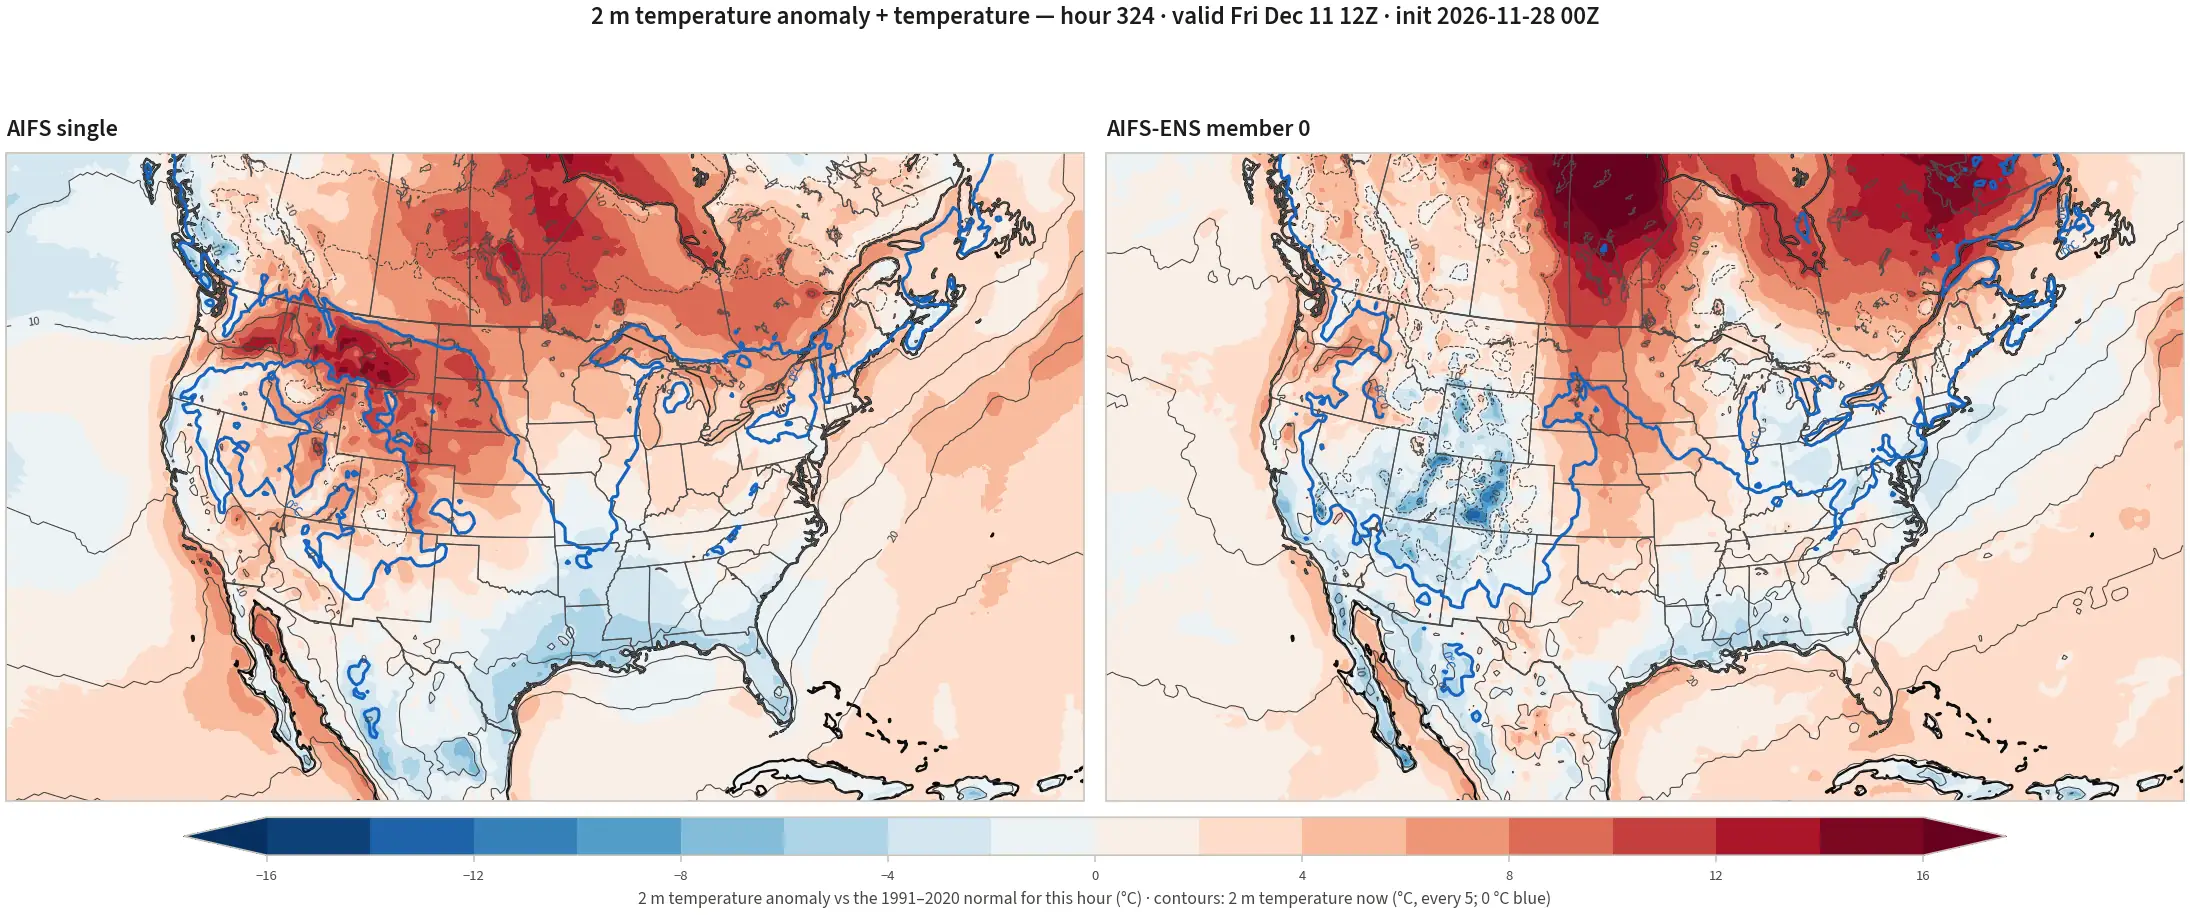 2 m temperature anomaly + temperature — hour 324 · valid Fri Dec 11 12Z · init 2026-11-28 00Z
AIFS single
AIFS-ENS member 0
10
20
−16
−12
−8
−4
0
4
8
12
16
2 m temperature anomaly vs the 1991–2020 normal for this hour (°C) · contours: 2 m temperature now (°C, every 5; 0 °C blue)